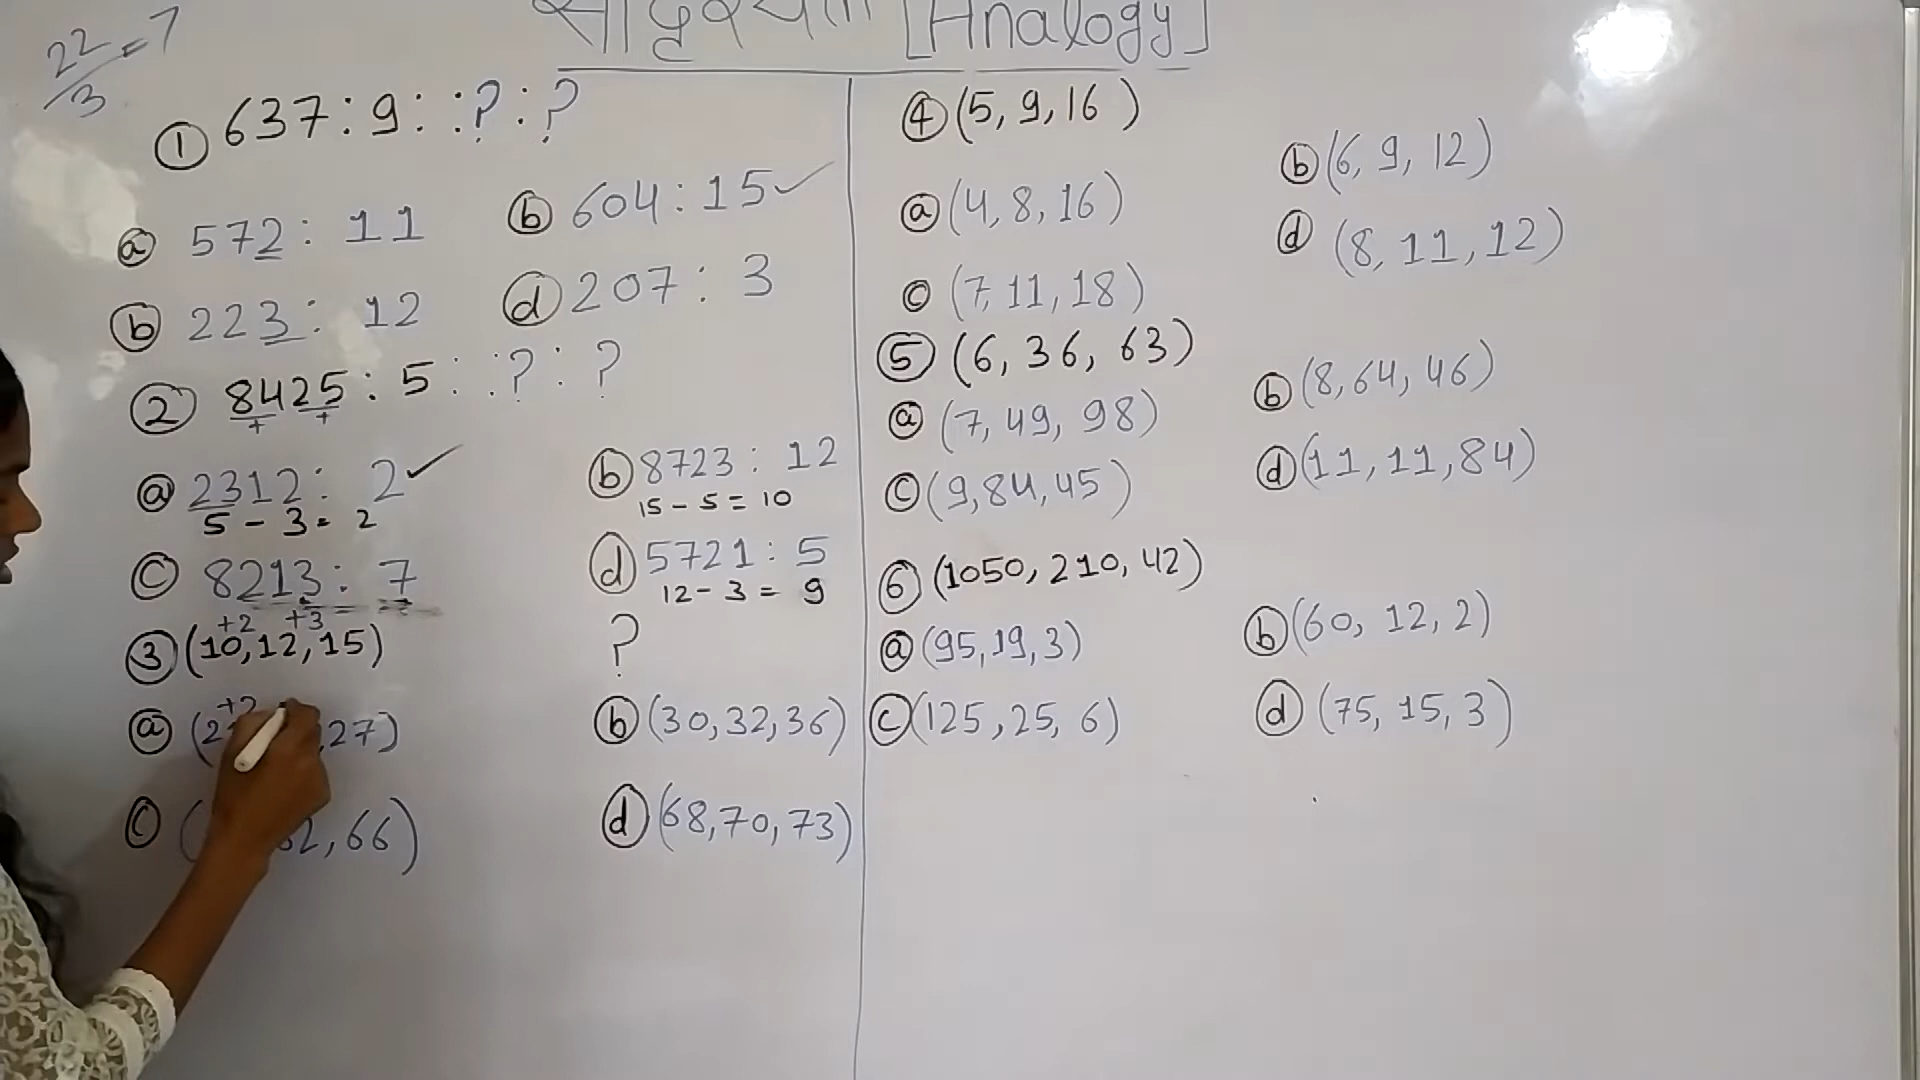 सादृश्यता [Analogy]
22/3 = 7
① 637 : 9 : : ? : ?
ⓐ 572 : 11
ⓑ 604 : 15 ✓
ⓑ 223 : 12
ⓓ 207 : 3
② 8425 : 5 : : ? : ?
+ +
ⓐ 2312 : 2 ✓
5 - 3 = 2
ⓑ 8723 : 12
15 - 5 = 10
ⓒ 8213 : 7
ⓓ 5721 : 5
12 - 3 = 9
+2 +3
③ (10, 12, 15) ?
+2
ⓐ ,27)
ⓑ (30, 32, 36)
ⓒ ( ,66)
ⓓ (68, 70, 73)
④ (5, 9, 16)
ⓐ (4, 8, 16)
ⓑ (6, 9, 12)
ⓒ (7, 11, 18)
ⓓ (8, 11, 12)
⑤ (6, 36, 63)
ⓐ (7, 49, 98)
ⓑ (8, 64, 46)
ⓒ (9, 84, 45)
ⓓ (11, 11, 84)
⑥ (1050, 210, 42)
ⓐ (95, 19, 3)
ⓑ (60, 12, 2)
ⓒ (125, 25, 6)
ⓓ (75, 15, 3)